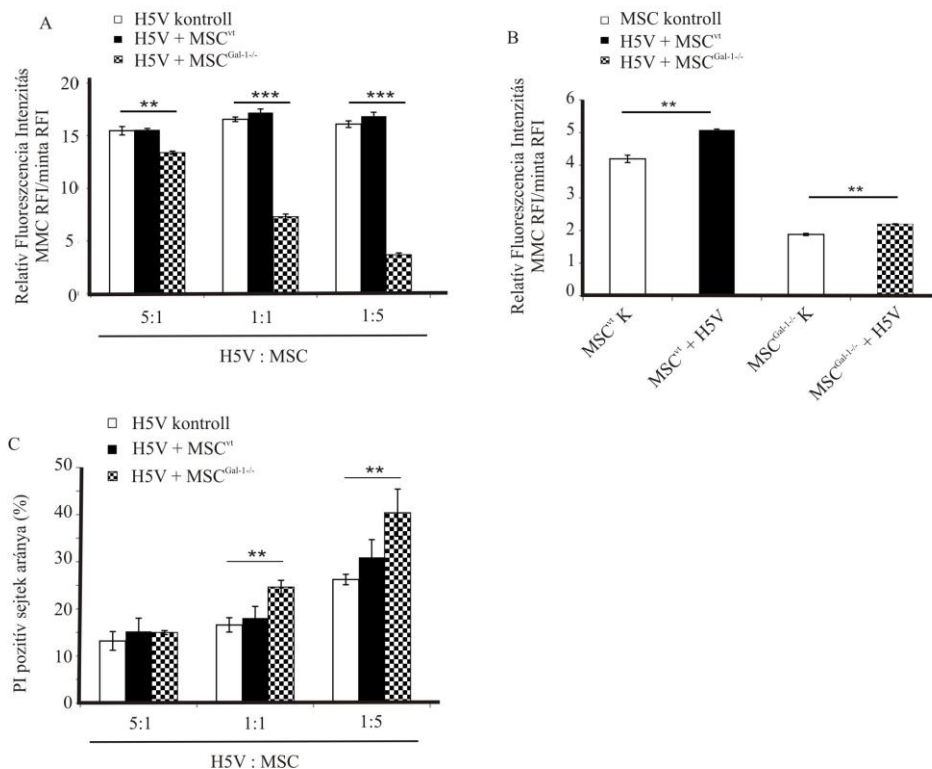 A
H5V kontroll
H5V + MSCvt
H5V + MSCGal-1-/-
Relatív Fluoreszcencia Intenzitás
MMC RFI/minta RFI
20
15
10
5
0
**
***
***
5:1
1:1
1:5
H5V : MSC
B
MSC kontroll
H5V + MSCvt
H5V + MSCGal-1-/-
Relatív Fluoreszcencia Intenzitás
MMC RFI/minta RFI
6
5
4
3
2
1
0
**
**
MSCvt K
MSCvt + H5V
MSCGal-1-/- K
MSCGal-1-/- + H5V
C
H5V kontroll
H5V + MSCvt
H5V + MSCGal-1-/-
PI pozitív sejtek aránya (%)
50
40
30
20
10
0
**
**
5:1
1:1
1:5
H5V : MSC